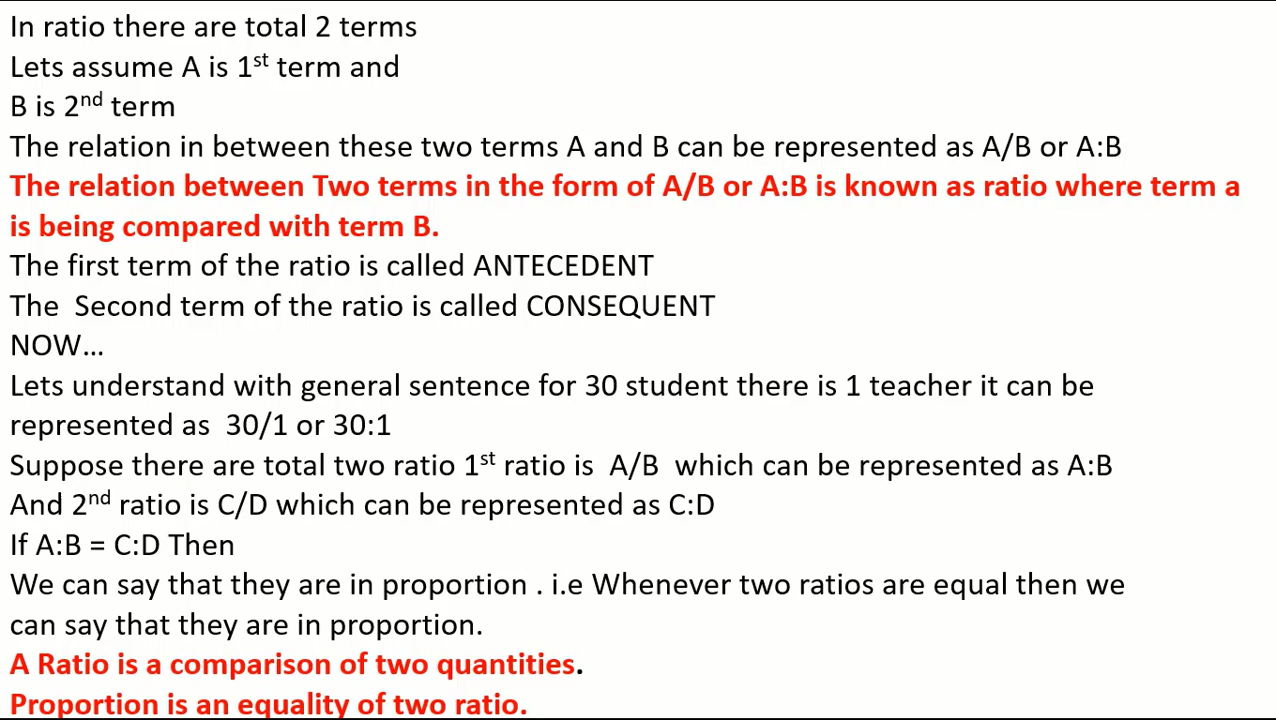 In ratio there are total 2 terms
Lets assume A is 1st term and
B is 2nd term
The relation in between these two terms A and B can be represented as A/B or A:B
The relation between Two terms in the form of A/B or A:B is known as ratio where term a
is being compared with term B.
The first term of the ratio is called ANTECEDENT
The  Second term of the ratio is called CONSEQUENT
NOW...
Lets understand with general sentence for 30 student there is 1 teacher it can be
represented as  30/1 or 30:1
Suppose there are total two ratio 1st ratio is  A/B  which can be represented as A:B
And 2nd ratio is C/D which can be represented as C:D
If A:B = C:D Then
We can say that they are in proportion . i.e Whenever two ratios are equal then we
can say that they are in proportion.
A Ratio is a comparison of two quantities.
Proportion is an equality of two ratio.